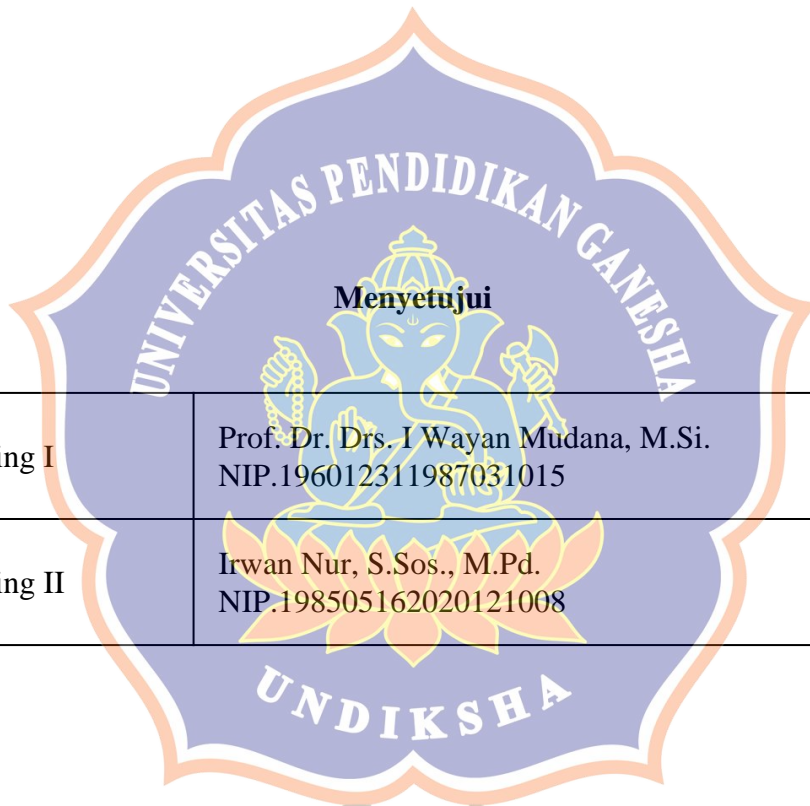 UNIVERSITAS PENDIDIKAN GANESHA
Menyetujui
ing I
Prof. Dr. Drs. I Wayan Mudana, M.Si.
NIP.196012311987031015
ing II
Irwan Nur, S.Sos., M.Pd.
NIP.198505162020121008
UNDIKSHA